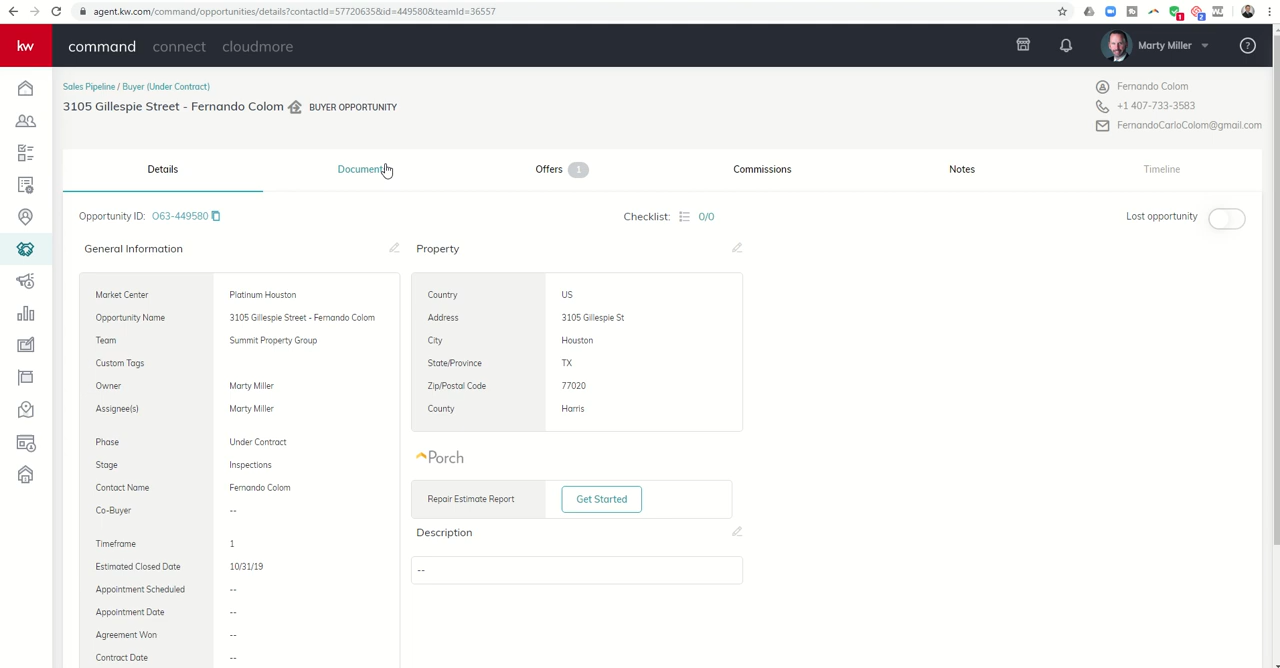 agent.kw.com/command/opportunities/details?contactId=57720635&id=449580&teamId=36557
1
2
kw
command
connect
cloudmore
Marty Miller
?
Sales Pipeline / Buyer (Under Contract)
3105 Gillespie Street - Fernando Colom
BUYER OPPORTUNITY
Fernando Colom
+1 407-733-3583
FernandoCarloColom@gmail.com
Details
Document
Offers 1
Commissions
Notes
Timeline
Opportunity ID: O63-449580
Checklist: 0/0
Lost opportunity
General Information
Market Center Platinum Houston
Opportunity Name 3105 Gillespie Street - Fernando Colom
Team Summit Property Group
Custom Tags
Owner Marty Miller
Assignee(s) Marty Miller
Phase Under Contract
Stage Inspections
Contact Name Fernando Colom
Co-Buyer --
Timeframe 1
Estimated Closed Date 10/31/19
Appointment Scheduled --
Appointment Date --
Agreement Won --
Contract Date --
Property
Country US
Address 3105 Gillespie St
City Houston
State/Province TX
Zip/Postal Code 77020
County Harris
Porch
Repair Estimate Report Get Started
Description
--